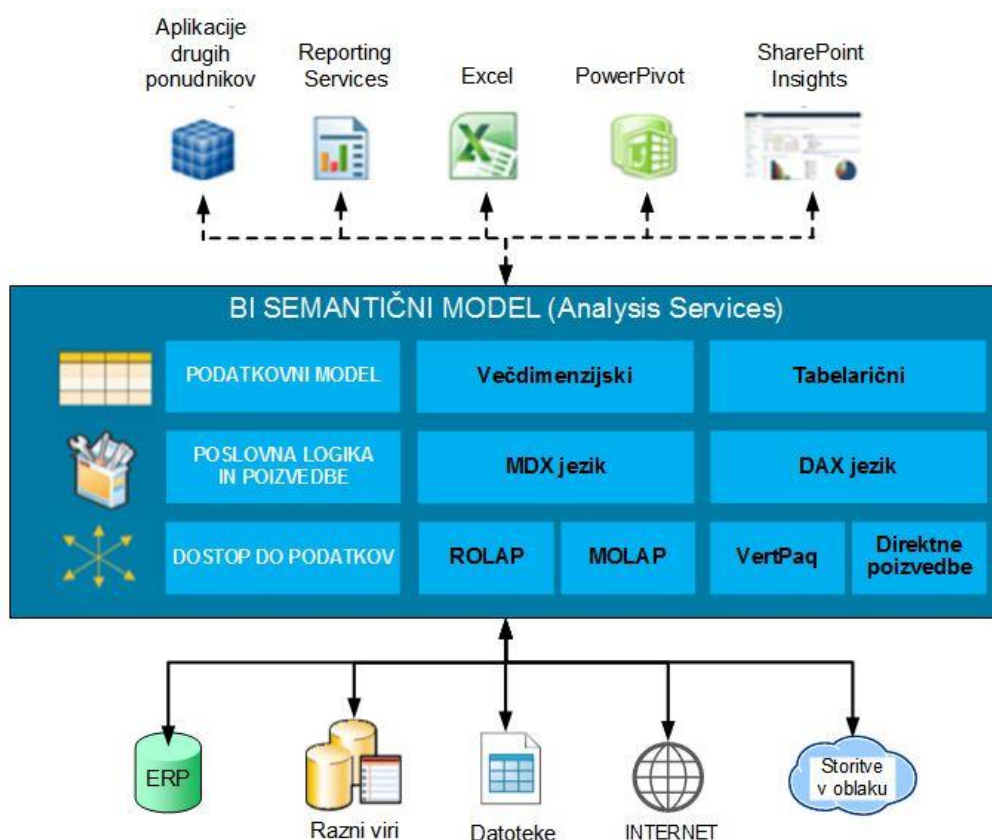 Aplikacije
drugih
ponudnikov
Reporting
Services
Excel
PowerPivot
SharePoint
Insights
BI SEMANTIČNI MODEL (Analysis Services)
PODATKOVNI MODEL
Večdimenzijski
Tabelarični
POSLOVNA LOGIKA
IN POIZVEDBE
MDX jezik
DAX jezik
DOSTOP DO PODATKOV
ROLAP
MOLAP
VertPaq
Direktne
poizvedbe
ERP
Razni viri
Datoteke
INTERNET
Storitve
v oblaku